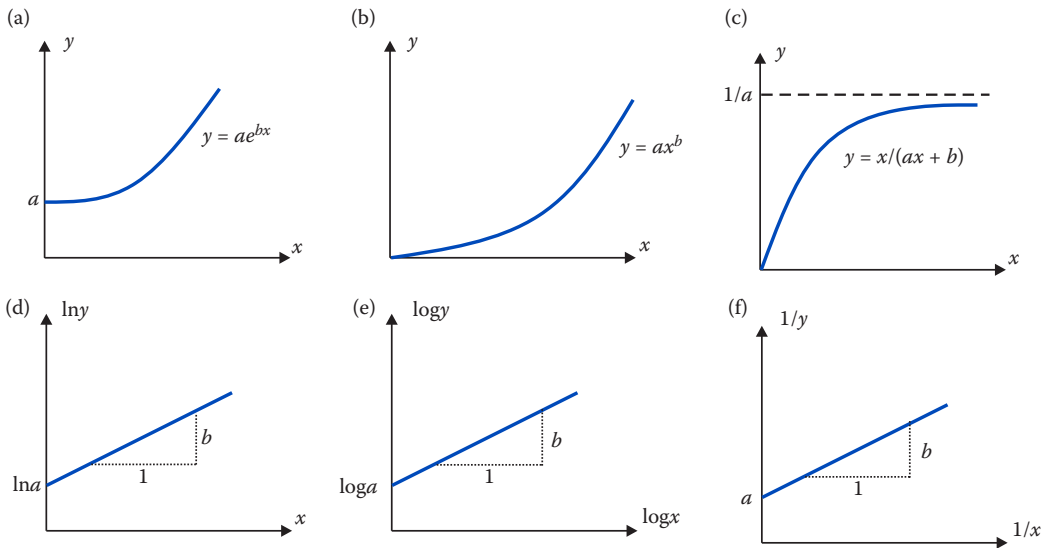 (a)
y
y = ae^{bx}
a
x
(b)
y
y = ax^b
x
(c)
y
1/a
y = x/(ax + b)
x
(d)
lny
b
1
lna
x
(e)
logy
b
1
loga
logx
(f)
1/y
b
1
a
1/x